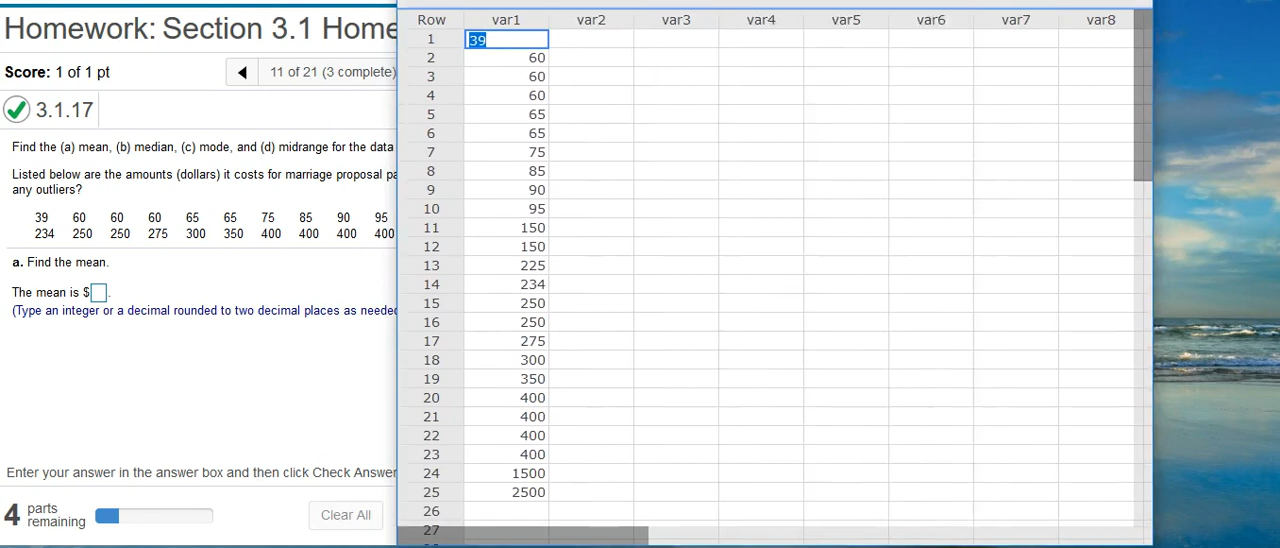 Homework: Section 3.1 Home
Score: 1 of 1 pt
11 of 21 (3 complete)
3.1.17
Find the (a) mean, (b) median, (c) mode, and (d) midrange for the data
Listed below are the amounts (dollars) it costs for marriage proposal pa
any outliers?
39 60 60 60 65 65 75 85 90 95
234 250 250 275 300 350 400 400 400 400
a. Find the mean.
The mean is $ .
(Type an integer or a decimal rounded to two decimal places as neede
Enter your answer in the answer box and then click Check Answer
4 parts remaining
Clear All
Row var1 var2 var3 var4 var5 var6 var7 var8
1 39
2 60
3 60
4 60
5 65
6 65
7 75
8 85
9 90
10 95
11 150
12 150
13 225
14 234
15 250
16 250
17 275
18 300
19 350
20 400
21 400
22 400
23 400
24 1500
25 2500
26
27